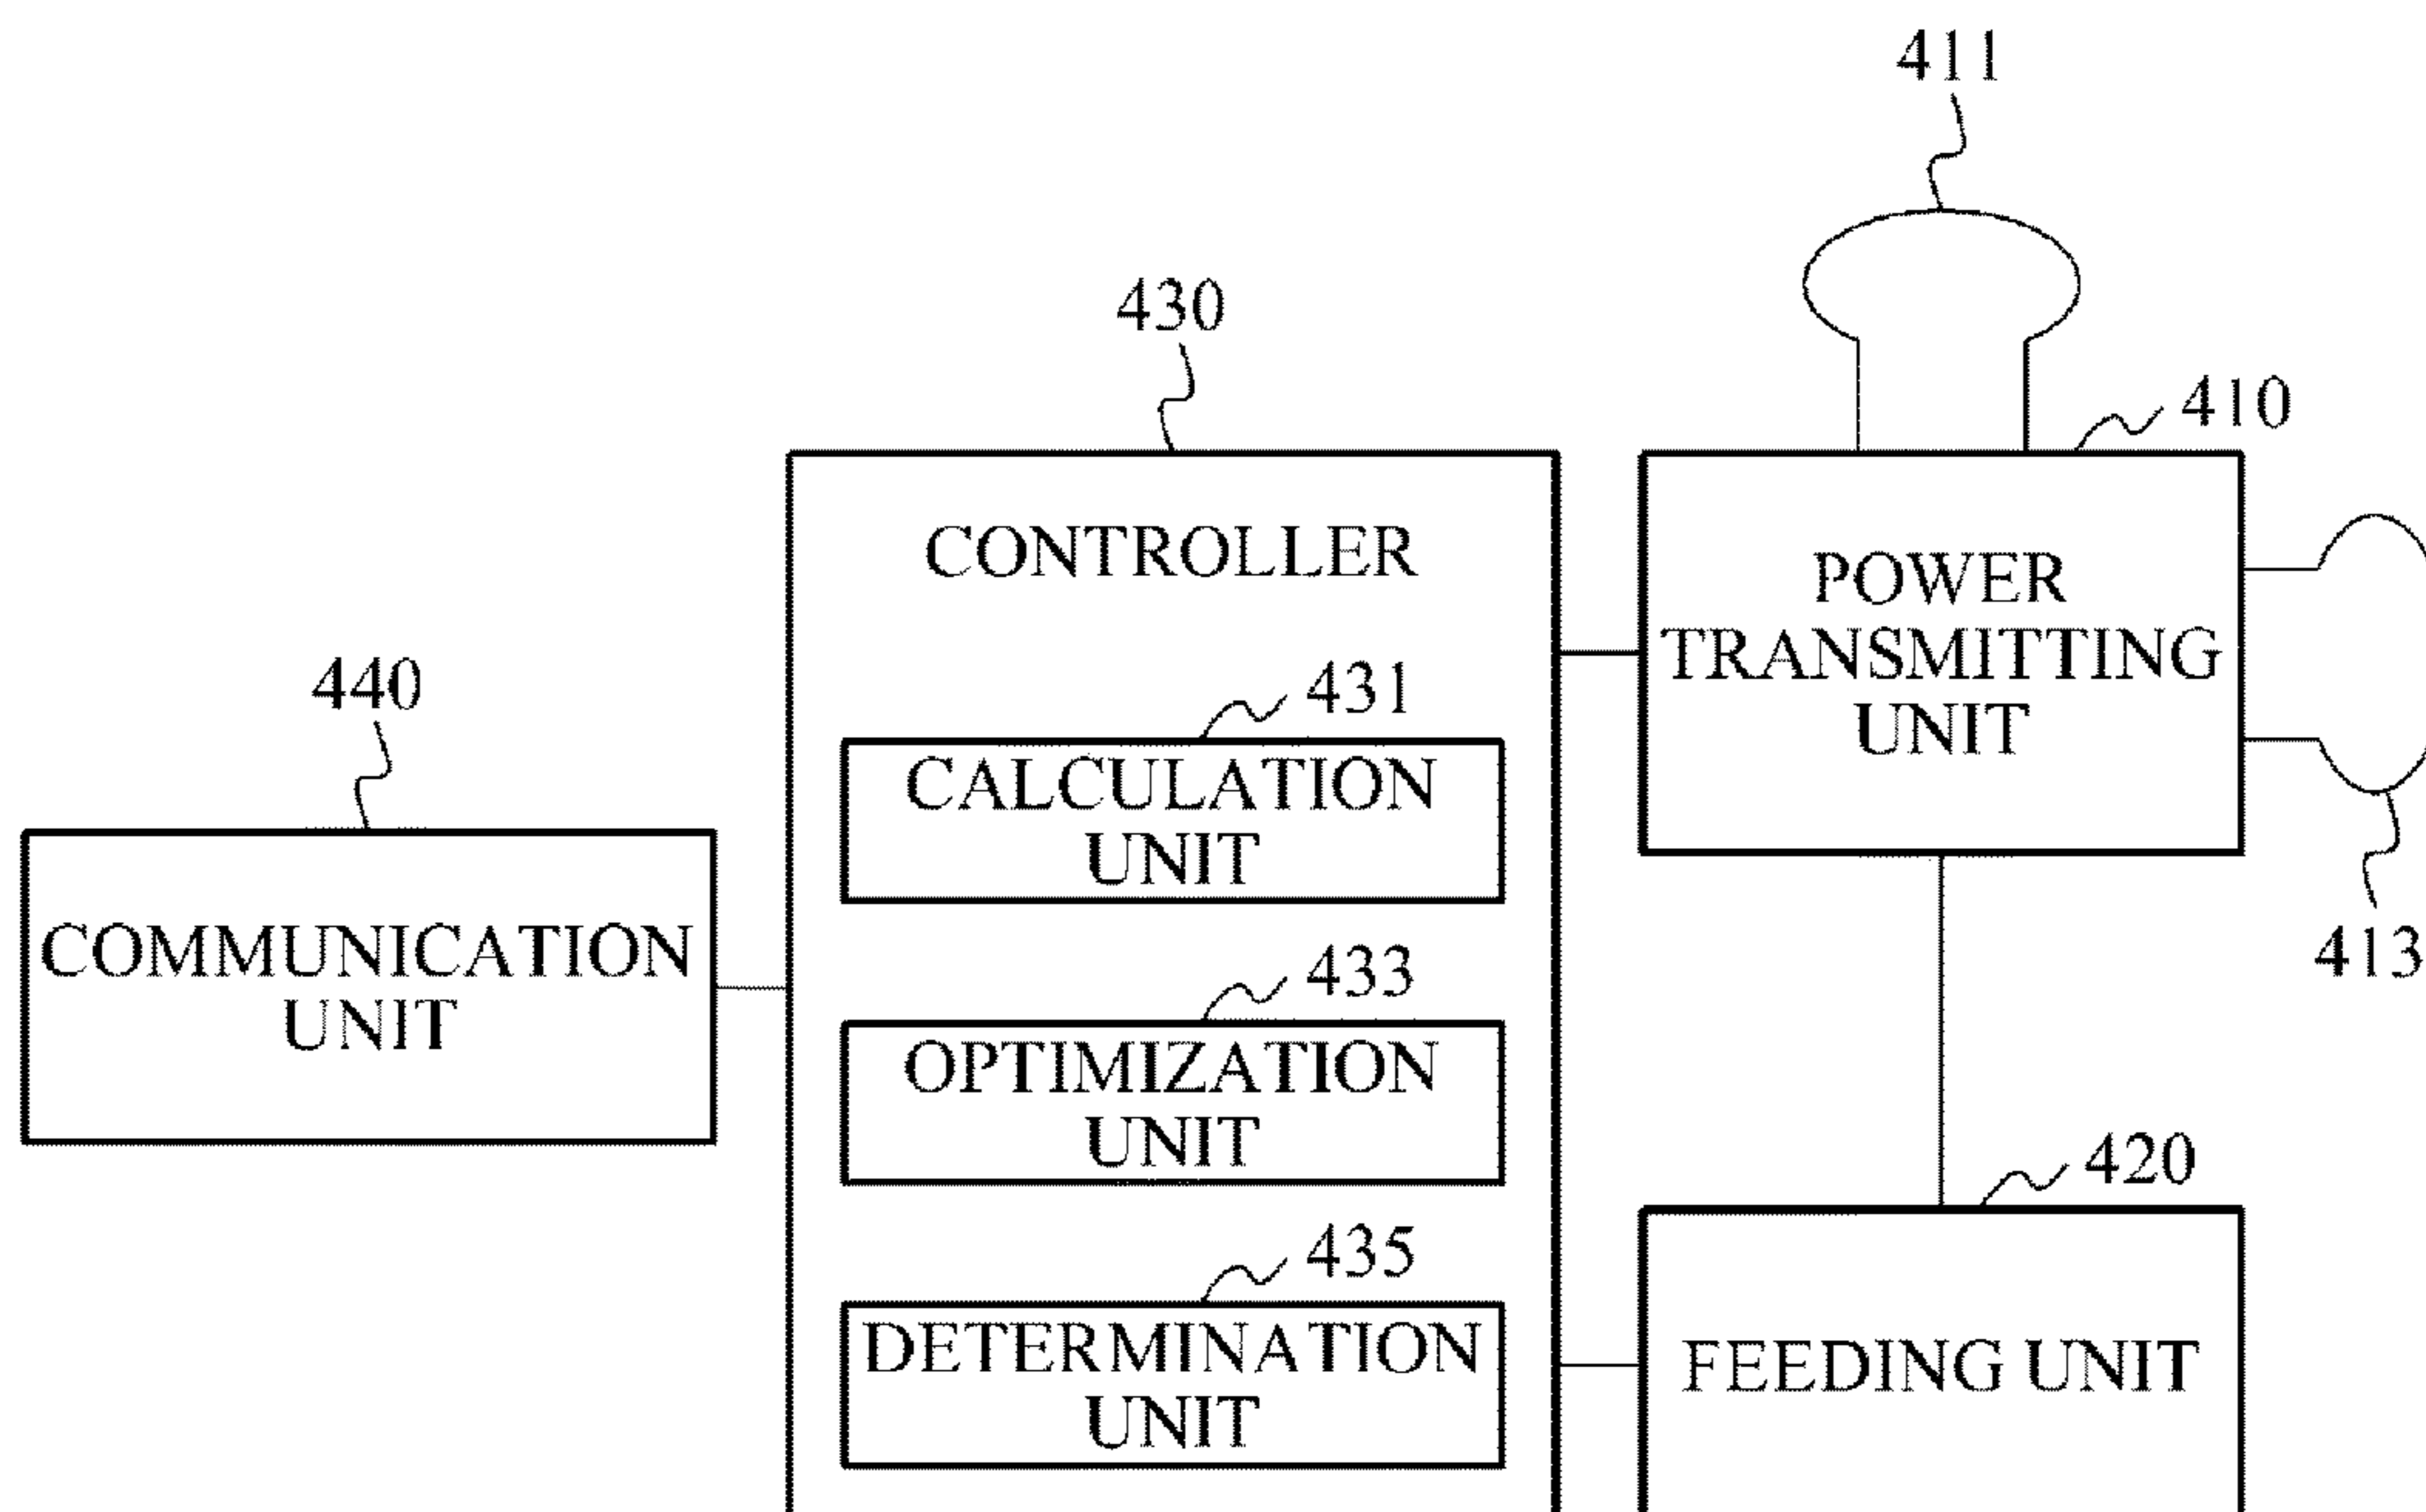 411
430
410
CONTROLLER
POWER
TRANSMITTING
UNIT
440
431
CALCULATION
UNIT
413
COMMUNICATION
UNIT
433
OPTIMIZATION
UNIT
420
435
DETERMINATION
UNIT
FEEDING UNIT